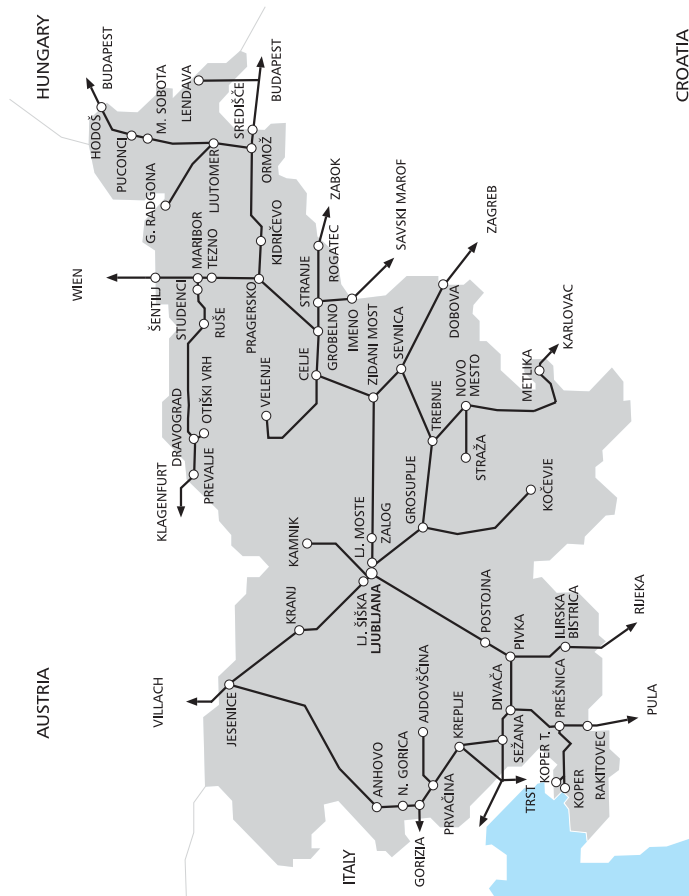 HUNGARY
BUDAPEST
HODOŠ
PUCONCI
M. SOBOTA
LENDAVA
SREDIŠČE
BUDAPEST
G. RADGONA
LJUTOMER
ORMOŽ
WIEN
ŠENTILJ
STUDENCI
MARIBOR
TEZNO
RUŠE
PRAGERSKO
KIDRIČEVO
STRANJE
ROGATEC
ZABOK
SAVSKI MAROF
GROBELNO
IMENO
ZAGREB
CROATIA
KLAGENFURT
PREVALJE
DRAVOGRAD
OTIŠKI VRH
VELENJE
CELJE
ZIDANI MOST
SEVNICA
DOBOVA
TREBNJE
NOVO
MESTO
STRAŽA
METLIKA
KARLOVAC
KAMNIK
LJ. MOSTE
ZALOG
GROSUPLJE
KOČEVJE
AUSTRIA
VILLACH
JESENICE
KRANJ
LJ. ŠIŠKA
LJUBLJANA
POSTOJNA
PIVKA
ILIRSKA
BISTRICA
RIJEKA
ITALY
ANHOVO
N. GORICA
GORIZIA
PRVAČINA
AJDOVŠČINA
KREPLJE
DIVAČA
SEŽANA
TRST
PREŠNICA
KOPER T.
KOPER
RAKITOVEC
PULA